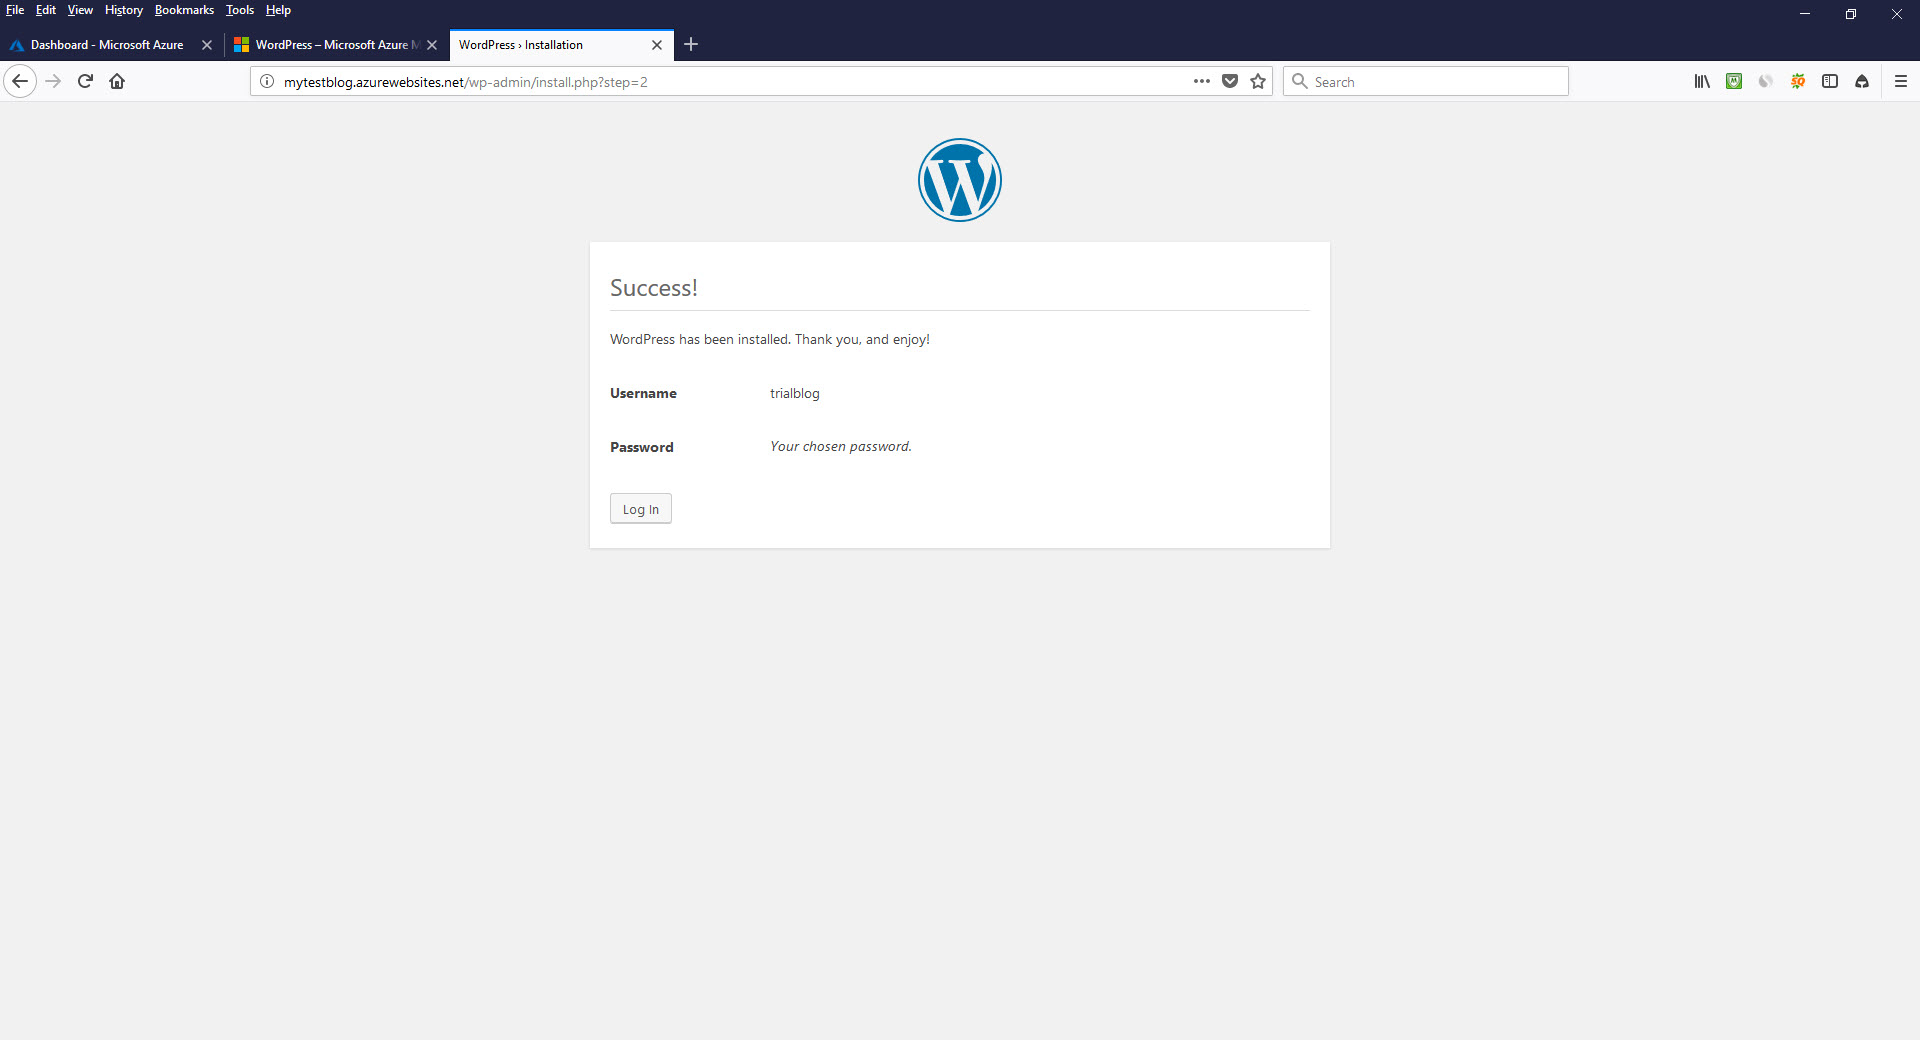 File Edit View History Bookmarks Tools Help
Dashboard - Microsoft Azure
WordPress – Microsoft Azure M
WordPress › Installation
mytestblog.azurewebsites.net/wp-admin/install.php?step=2
Search
Success!
WordPress has been installed. Thank you, and enjoy!
Username trialblog
Password Your chosen password.
Log In